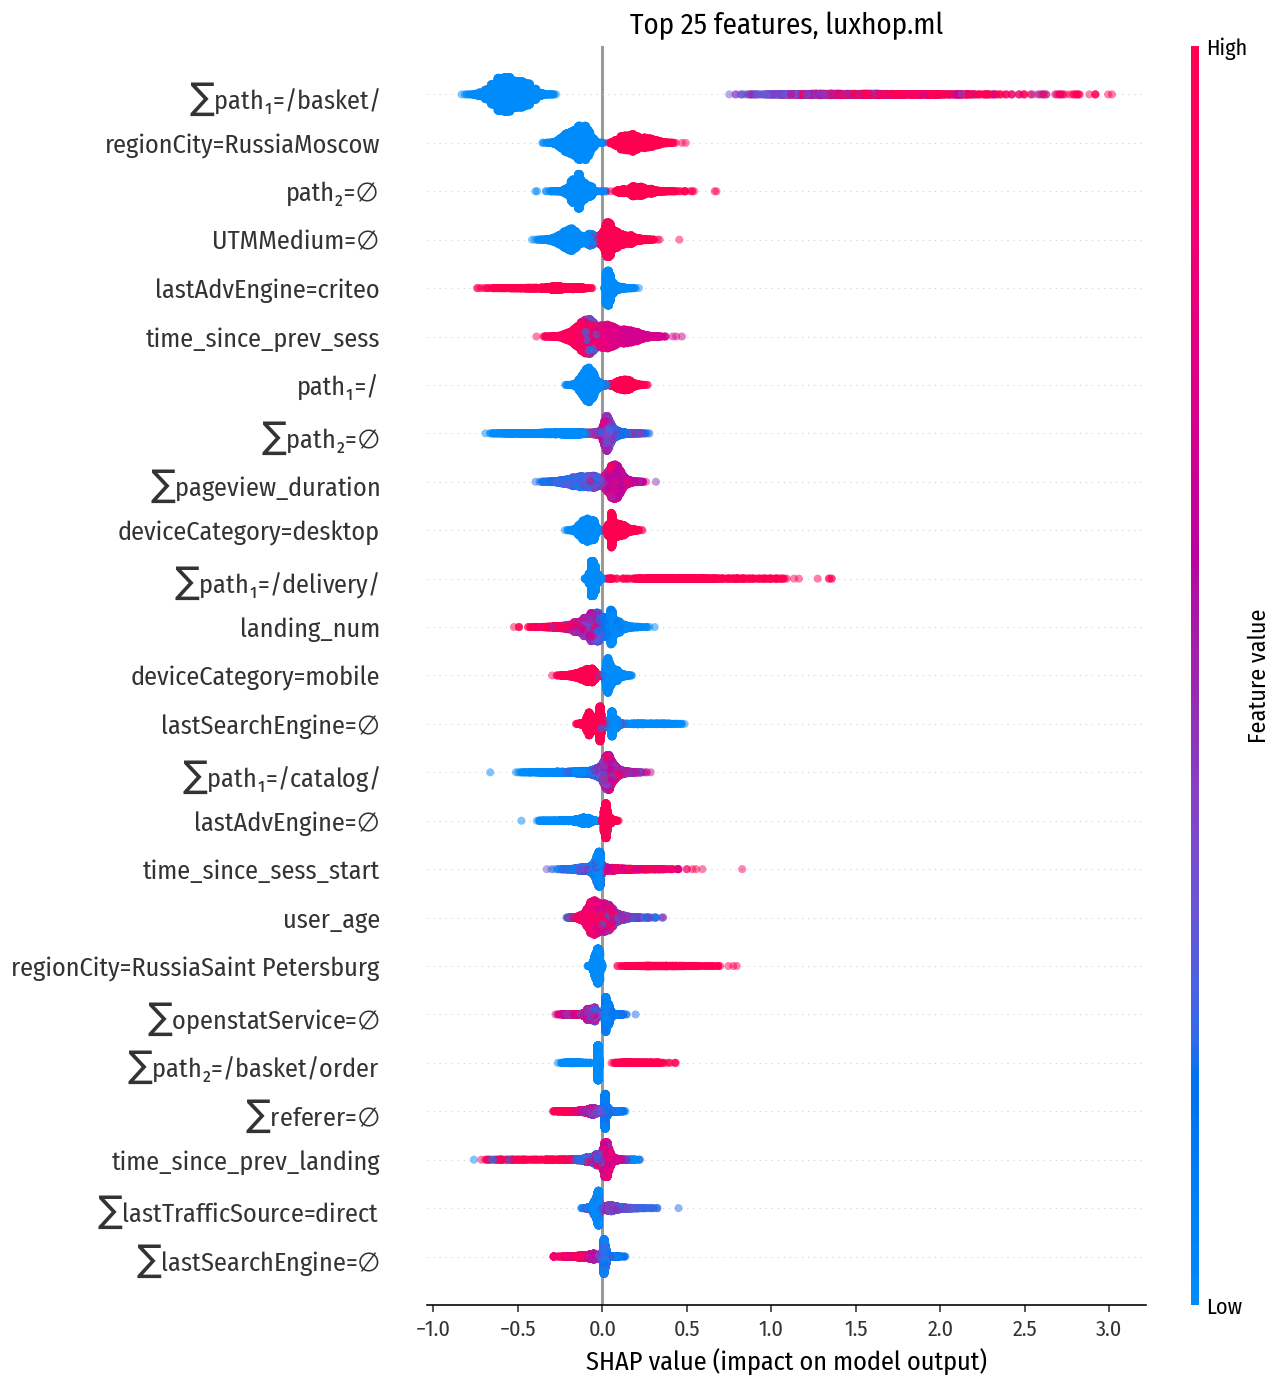 Top 25 features, luxhop.ml
High
∑path₁=/basket/
regionCity=RussiaMoscow
path₂=∅
UTMMedium=∅
lastAdvEngine=criteo
time_since_prev_sess
path₁=/
∑path₂=∅
∑pageview_duration
deviceCategory=desktop
∑path₁=/delivery/
landing_num
deviceCategory=mobile
lastSearchEngine=∅
∑path₁=/catalog/
lastAdvEngine=∅
time_since_sess_start
user_age
regionCity=RussiaSaint Petersburg
∑openstatService=∅
∑path₂=/basket/order
∑referer=∅
time_since_prev_landing
∑lastTrafficSource=direct
∑lastSearchEngine=∅
Feature value
Low
−1.0 −0.5 0.0 0.5 1.0 1.5 2.0 2.5 3.0
SHAP value (impact on model output)